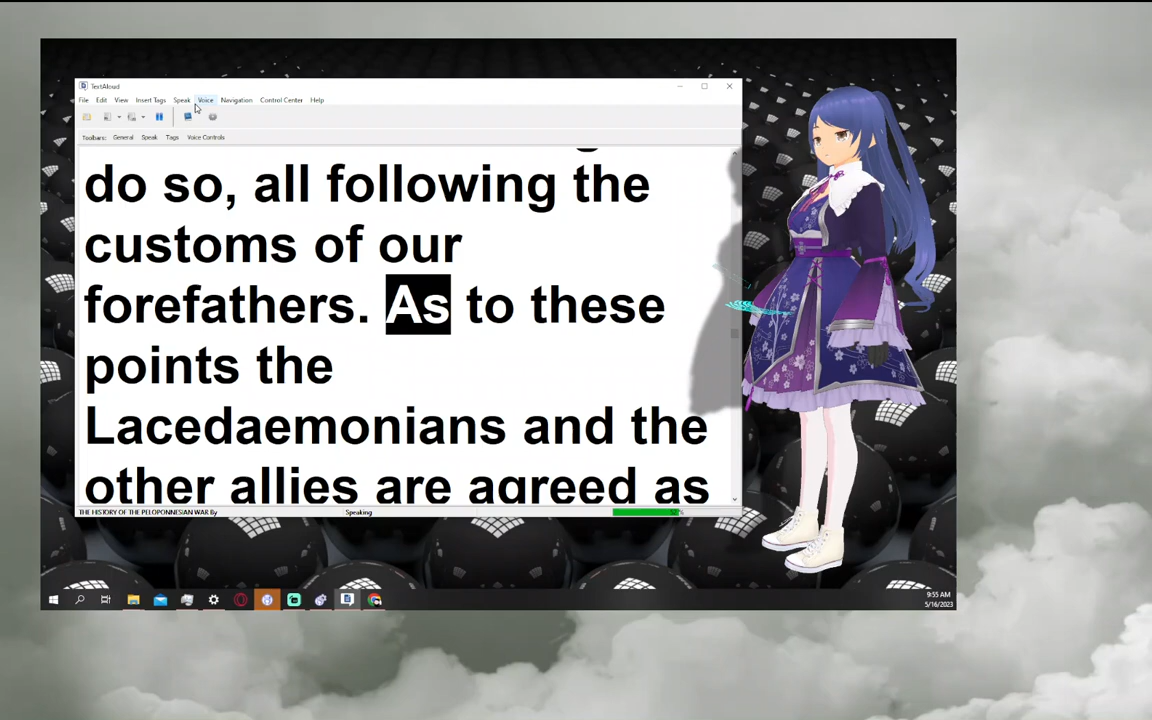 TextAloud
File Edit View Insert Tags Speak Voice Navigation Control Center Help
Toolbars: General Speak Tags Voice Controls
do so, all following the
customs of our
forefathers. As to these
points the
Lacedaemonians and the
other allies are agreed as
THE HISTORY OF THE PELOPONNESIAN WAR By Speaking
9:55 AM
5/16/2023